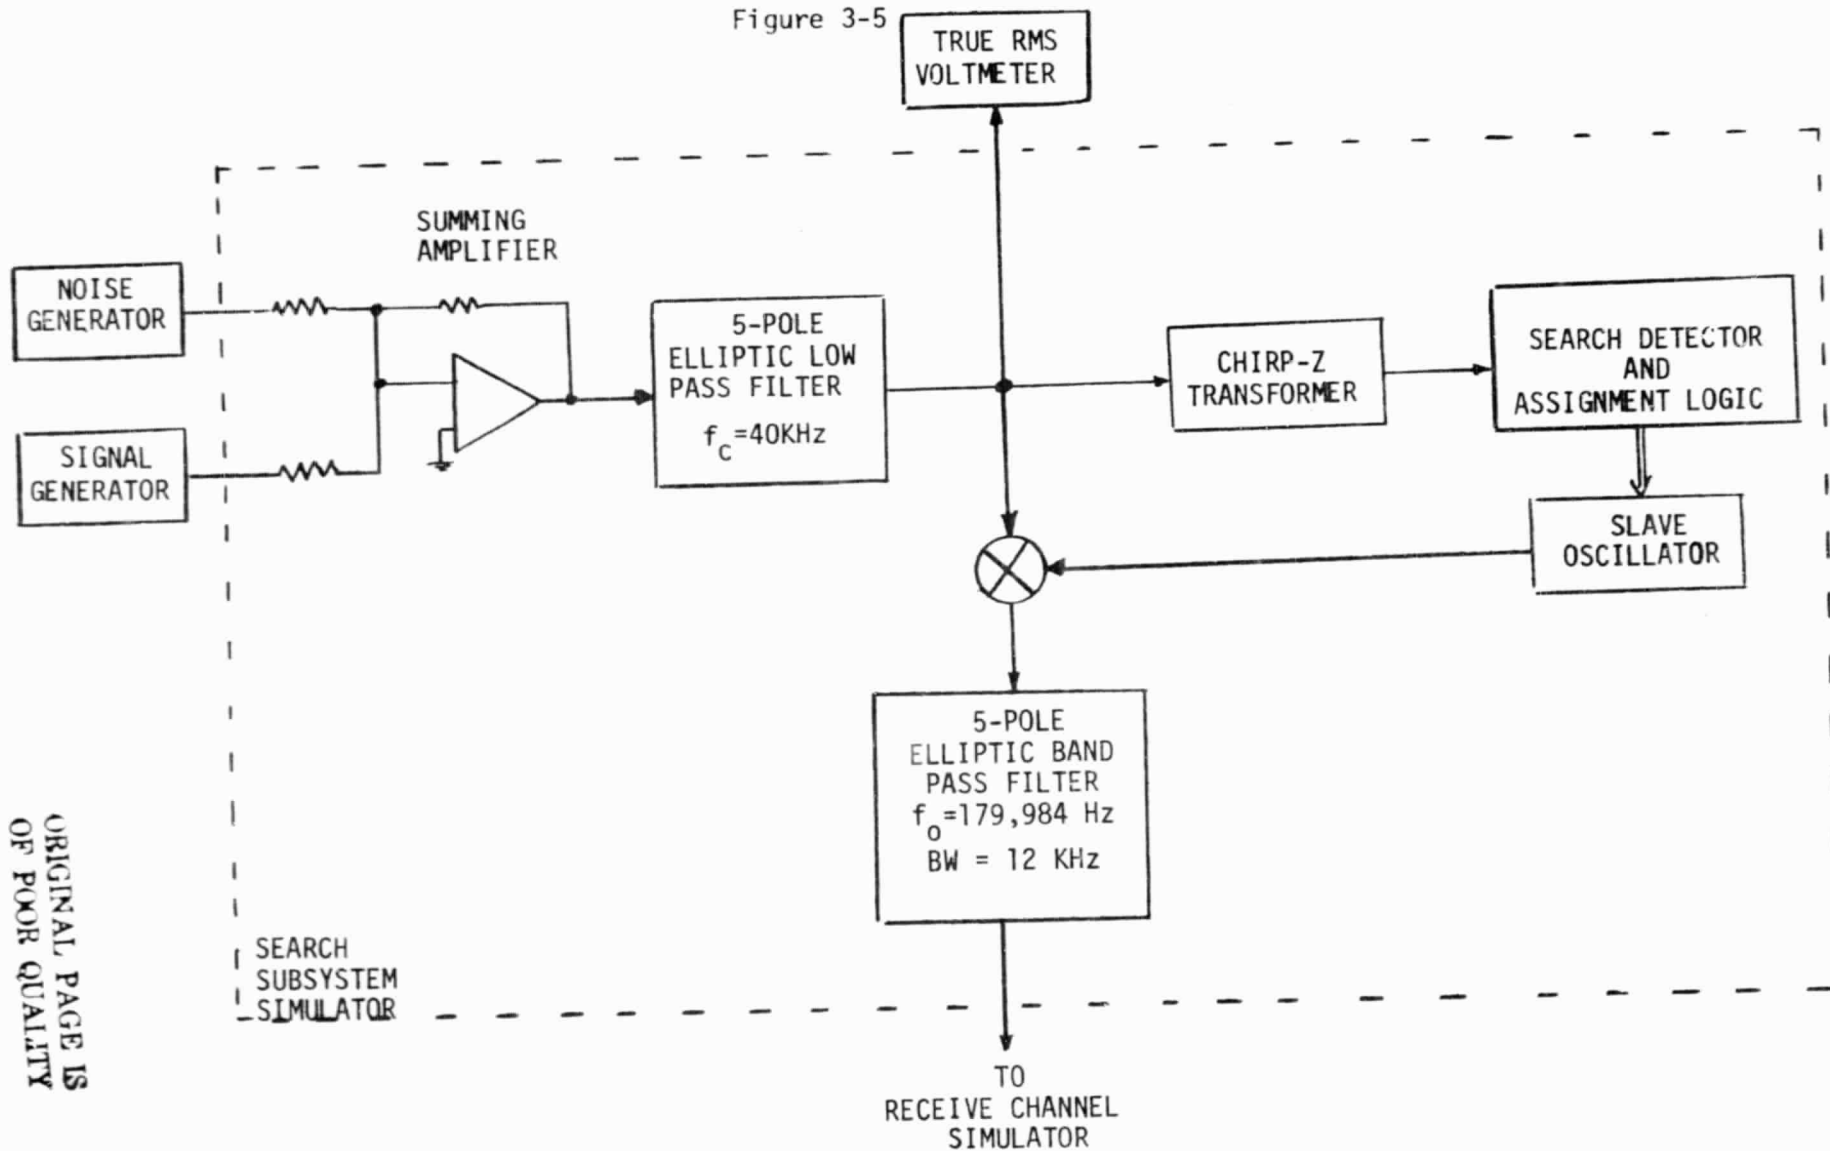 Figure 3-5
TRUE RMS
VOLTMETER
SUMMING
AMPLIFIER
NOISE
GENERATOR
SIGNAL
GENERATOR
5-POLE
ELLIPTIC LOW
PASS FILTER
f_c=40KHz
CHIRP-Z
TRANSFORMER
SEARCH DETECTOR
AND
ASSIGNMENT LOGIC
SLAVE
OSCILLATOR
5-POLE
ELLIPTIC BAND
PASS FILTER
f_o=179,984 Hz
BW = 12 KHz
SEARCH
SUBSYSTEM
SIMULATOR
TO
RECEIVE CHANNEL
SIMULATOR
ORIGINAL PAGE IS
OF POOR QUALITY